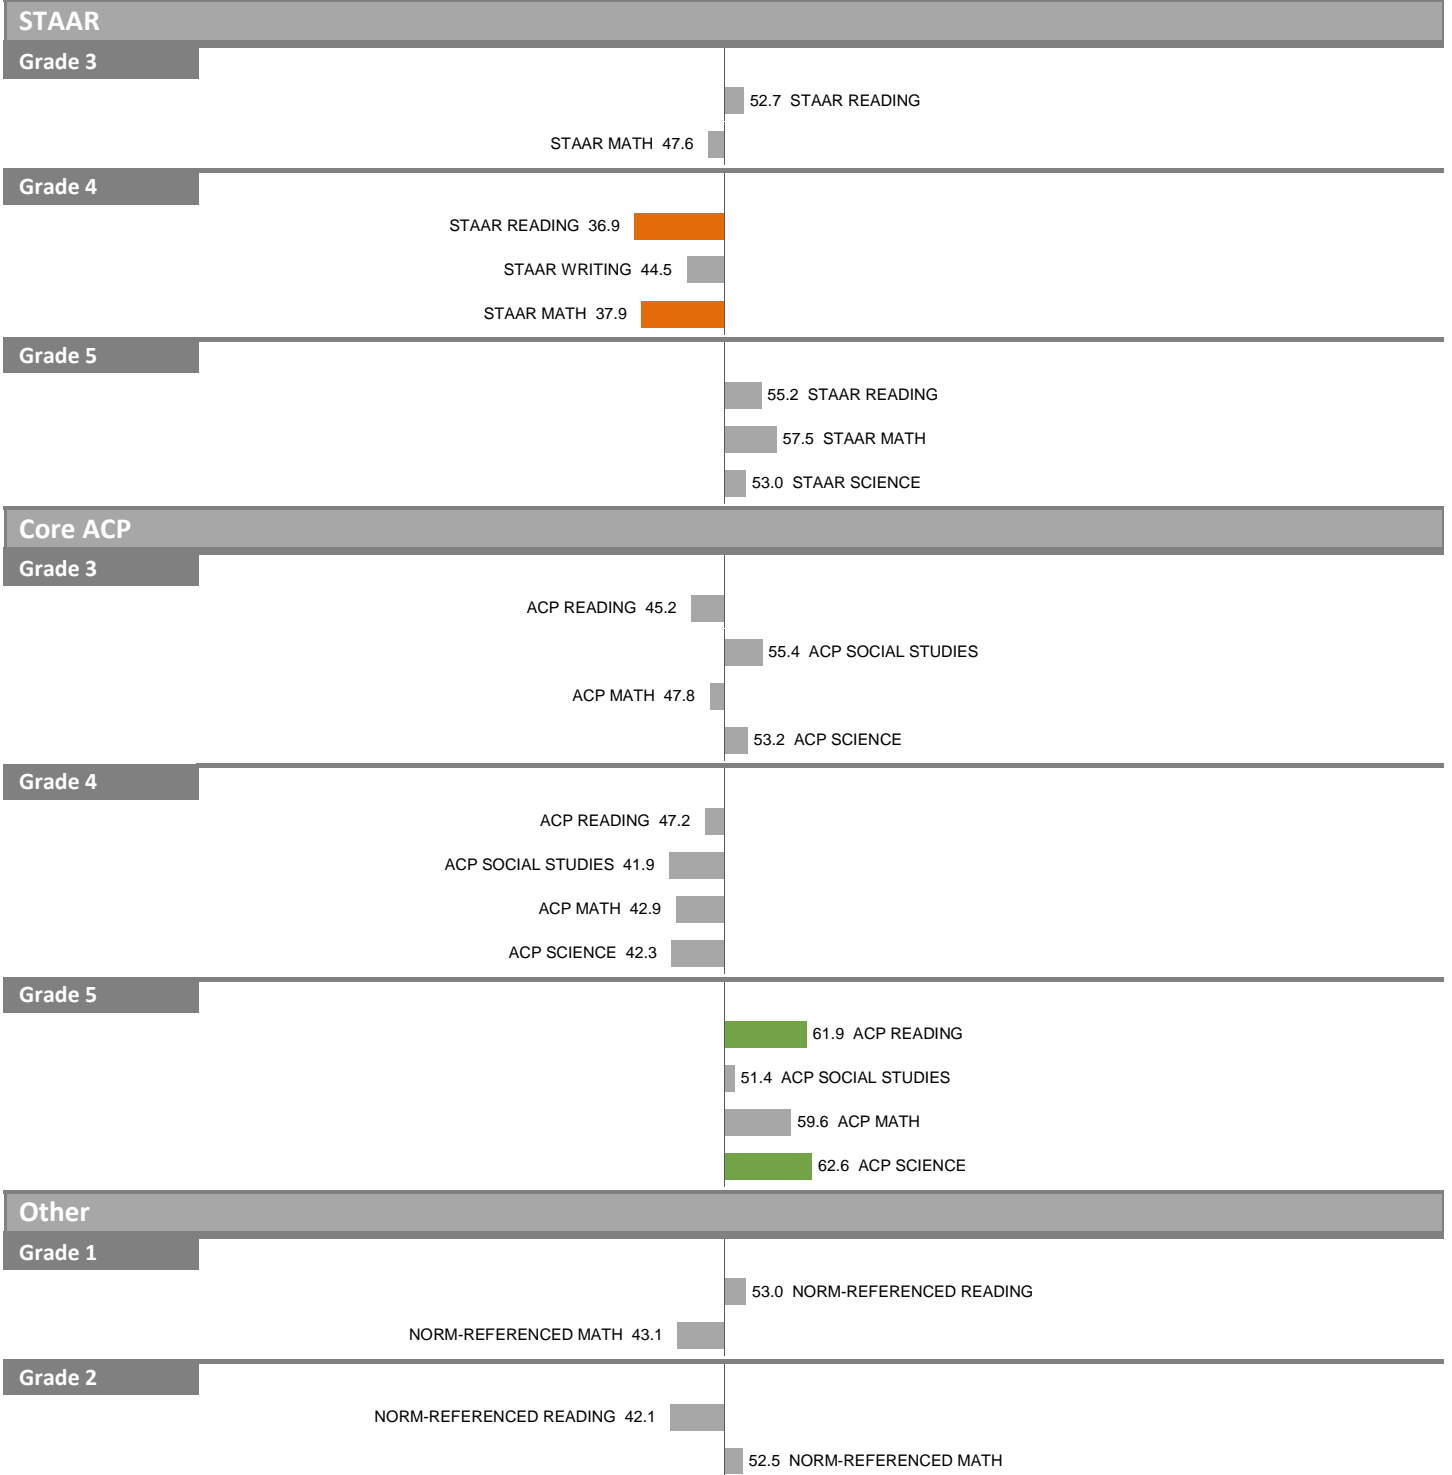 STAAR
Grade 3
52.7 STAAR READING
STAAR MATH 47.6
Grade 4
STAAR READING 36.9
STAAR WRITING 44.5
STAAR MATH 37.9
Grade 5
55.2 STAAR READING
57.5 STAAR MATH
53.0 STAAR SCIENCE
Core ACP
Grade 3
ACP READING 45.2
55.4 ACP SOCIAL STUDIES
ACP MATH 47.8
53.2 ACP SCIENCE
Grade 4
ACP READING 47.2
ACP SOCIAL STUDIES 41.9
ACP MATH 42.9
ACP SCIENCE 42.3
Grade 5
61.9 ACP READING
51.4 ACP SOCIAL STUDIES
59.6 ACP MATH
62.6 ACP SCIENCE
Other
Grade 1
53.0 NORM-REFERENCED READING
NORM-REFERENCED MATH 43.1
Grade 2
NORM-REFERENCED READING 42.1
52.5 NORM-REFERENCED MATH